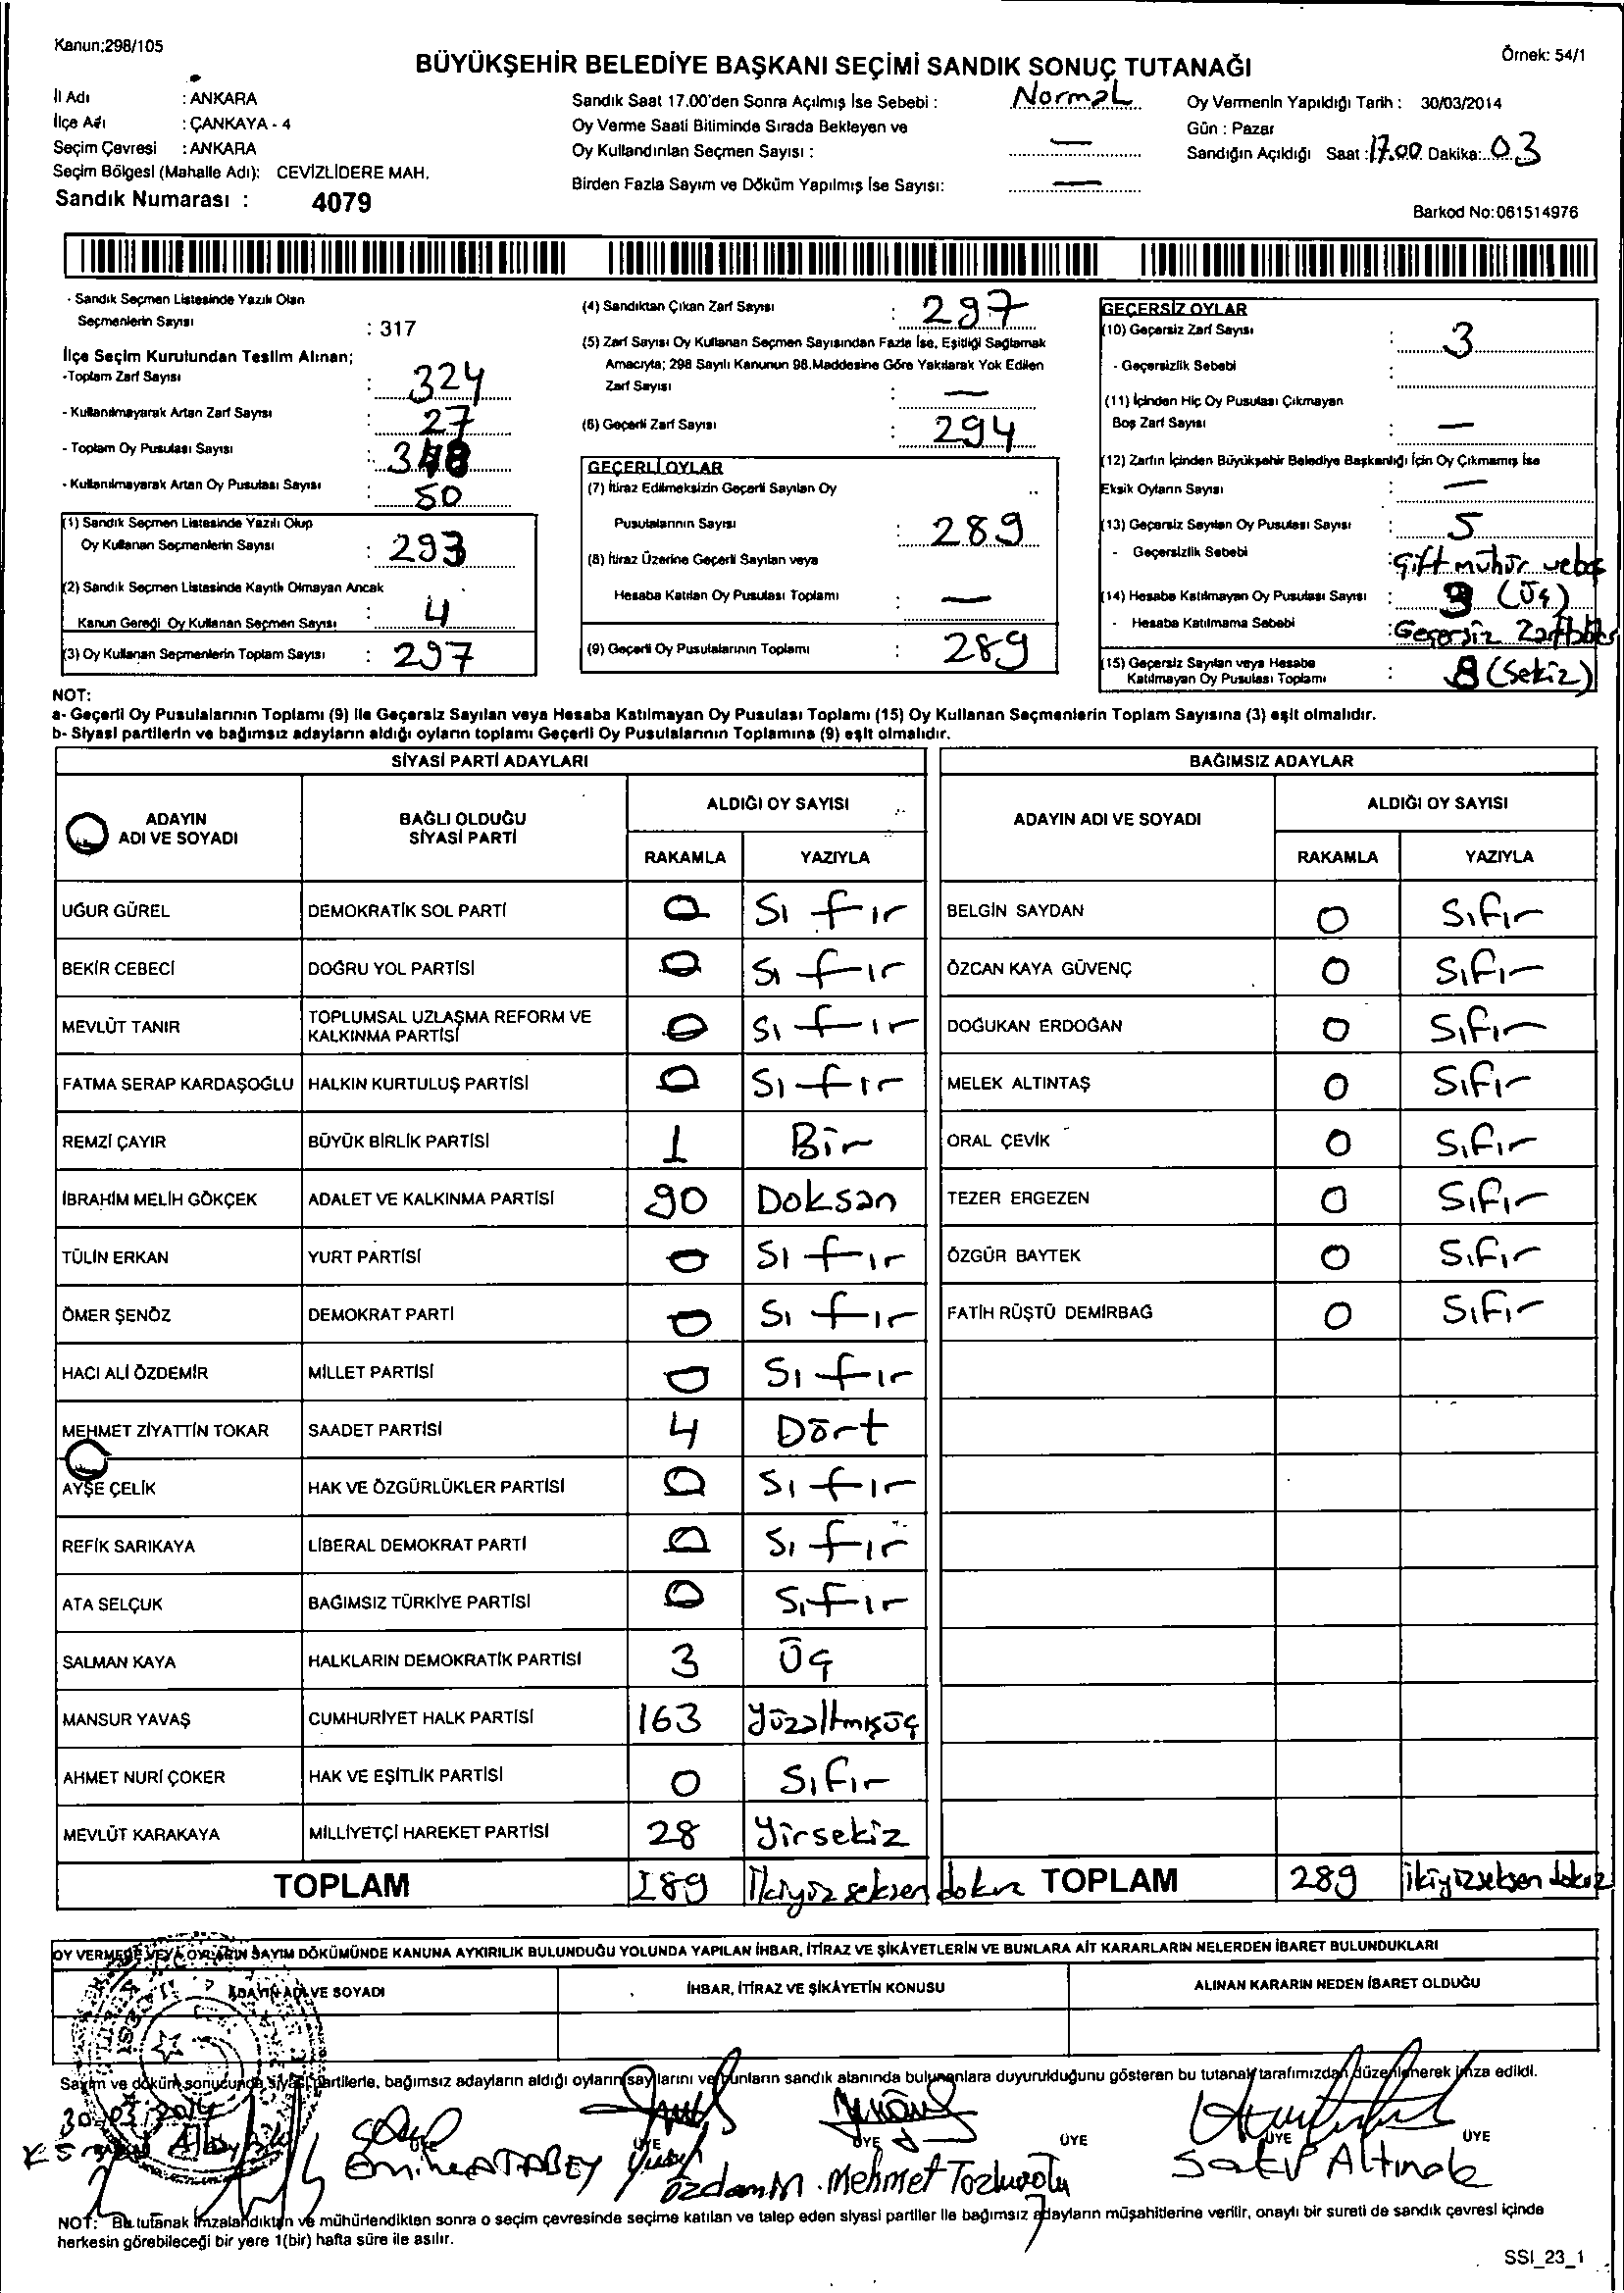 Kanun:298/105
Örnek: 54/1
BÜYÜKŞEHİR BELEDİYE BAŞKANI SEÇİMİ SANDIK SONUÇ TUTANAĞI
İl Adı : ANKARA
İlçe Adı : ÇANKAYA - 4
Seçim Çevresi : ANKARA
Seçim Bölgesi (Mahalle Adı): CEVİZLİDERE MAH.
Sandık Numarası : 4079
Sandık Saat 17.00'den Sonra Açılmış İse Sebebi : Normal
Oy Verme Saati Bitiminde Sırada Bekleyen ve
Oy Kullandırılan Seçmen Sayısı : —
Birden Fazla Sayım ve Döküm Yapılmış İse Sayısı: —
Oy Vermenin Yapıldığı Tarih : 30/03/2014
Gün : Pazar
Sandığın Açıldığı Saat : 17.00 Dakika: 03
Barkod No:061514976
- Sandık Seçmen Listesinde Yazılı Olan
Seçmenlerin Sayısı : 317
İlçe Seçim Kurulundan Teslim Alınan;
-Toplam Zarf Sayısı : 324
- Kullanılmayarak Artan Zarf Sayısı : 27
- Toplam Oy Pusulası Sayısı :
- Kullanılmayarak Artan Oy Pusulası Sayısı : 50
(1) Sandık Seçmen Listesinde Yazılı Olup
Oy Kullanan Seçmenlerin Sayısı : 293
(2) Sandık Seçmen Listesinde Kayıtlı Olmayan Ancak
Kanun Gereği Oy Kullanan Seçmen Sayısı : 4
(3) Oy Kullanan Seçmenlerin Toplam Sayısı : 297
(4) Sandıktan Çıkan Zarf Sayısı : 297
(5) Zarf Sayısı Oy Kullanan Seçmen Sayısından Fazla İse, Eşitliği Sağlamak
Amacıyla; 298 Sayılı Kanunun 98.Maddesine Göre Yakılarak Yok Edilen
Zarf Sayısı : —
(6) Geçerli Zarf Sayısı : 294
GEÇERLİ OYLAR
(7) İtiraz Edilmeksizin Geçerli Sayılan Oy
Pusulalarının Sayısı : 289
(8) İtiraz Üzerine Geçerli Sayılan veya
Hesaba Katılan Oy Pusulası Toplamı : —
(9) Geçerli Oy Pusulalarının Toplamı : 289
GEÇERSİZ OYLAR
(10) Geçersiz Zarf Sayısı : 3
- Geçersizlik Sebebi :
(11) İçinden Hiç Oy Pusulası Çıkmayan
Boş Zarf Sayısı : —
(12) Zarfın İçinden Büyükşehir Belediye Başkanlığı İçin Oy Çıkmamış İse
Eksik Oyların Sayısı : —
(13) Geçersiz Sayılan Oy Pusulası Sayısı : 5
- Geçersizlik Sebebi : Çift mühür ve boş
(14) Hesaba Katılmayan Oy Pusulası Sayısı : 3 (Üç)
- Hesaba Katılmama Sebebi : Geçersiz
(15) Geçersiz Sayılan veya Hesaba
Katılmayan Oy Pusulası Toplamı : 8 (Sekiz)
NOT:
a- Geçerli Oy Pusulalarının Toplamı (9) ile Geçersiz Sayılan veya Hesaba Katılmayan Oy Pusulası Toplamı (15) Oy Kullanan Seçmenlerin Toplam Sayısına (3) eşit olmalıdır.
b- Siyasi partilerin ve bağımsız adayların aldığı oyların toplamı Geçerli Oy Pusulalarının Toplamına (9) eşit olmalıdır.
SİYASİ PARTİ ADAYLARI BAĞIMSIZ ADAYLAR
ADAYIN ADI VE SOYADI BAĞLI OLDUĞU SİYASİ PARTİ ALDIĞI OY SAYISI ADAYIN ADI VE SOYADI ALDIĞI OY SAYISI
RAKAMLA YAZIYLA RAKAMLA YAZIYLA
UĞUR GÜREL DEMOKRATİK SOL PARTİ 0 Sıfır BELGİN SAYDAN 0 Sıfır
BEKİR CEBECİ DOĞRU YOL PARTİSİ 0 Sıfır ÖZCAN KAYA GÜVENÇ 0 Sıfır
MEVLÜT TANIR TOPLUMSAL UZLAŞMA REFORM VE KALKINMA PARTİSİ 0 Sıfır DOĞUKAN ERDOĞAN 0 Sıfır
FATMA SERAP KARDAŞOĞLU HALKIN KURTULUŞ PARTİSİ 0 Sıfır MELEK ALTINTAŞ 0 Sıfır
REMZİ ÇAYIR BÜYÜK BİRLİK PARTİSİ 1 Bir ORAL ÇEVİK 0 Sıfır
İBRAHİM MELİH GÖKÇEK ADALET VE KALKINMA PARTİSİ 90 Doksan TEZER ERGEZEN 0 Sıfır
TÜLİN ERKAN YURT PARTİSİ 0 Sıfır ÖZGÜR BAYTEK 0 Sıfır
ÖMER ŞENÖZ DEMOKRAT PARTİ 0 Sıfır FATİH RÜŞTÜ DEMİRBAĞ 0 Sıfır
HACI ALİ ÖZDEMİR MİLLET PARTİSİ 0 Sıfır
MEHMET ZİYATTİN TOKAR SAADET PARTİSİ 4 Dört
AYŞE ÇELİK HAK VE ÖZGÜRLÜKLER PARTİSİ 0 Sıfır
REFİK SARIKAYA LİBERAL DEMOKRAT PARTİ 0 Sıfır
ATA SELÇUK BAĞIMSIZ TÜRKİYE PARTİSİ 0 Sıfır
SALMAN KAYA HALKLARIN DEMOKRATİK PARTİSİ 3 Üç
MANSUR YAVAŞ CUMHURİYET HALK PARTİSİ 163 Yüzaltmışüç
AHMET NURİ ÇOKER HAK VE EŞİTLİK PARTİSİ 0 Sıfır
MEVLÜT KARAKAYA MİLLİYETÇİ HAREKET PARTİSİ 28 Yirsekiz
TOPLAM 289 İkiyüz seksen dokuz TOPLAM 289 ikiyüzseksen dokuz
OY VERMEDE VEYA OYLARIN SAYIM DÖKÜMÜNDE KANUNA AYKIRILIK BULUNDUĞU YOLUNDA YAPILAN İHBAR, İTİRAZ VE ŞİKÂYETLERİN VE BUNLARA AİT KARARLARIN NELERDEN İBARET BULUNDUKLARI
ADAYIN ADI VE SOYADI İHBAR, İTİRAZ VE ŞİKÂYETİN KONUSU ALINAN KARARIN NEDEN İBARET OLDUĞU
Sayım ve döküm sonucunda siyasi partilerle, bağımsız adayların aldığı oyların sayılarını ve bunların sandık alanında bulunanlara duyurulduğunu gösteren bu tutanak tarafımızdan düzenlenerek imza edildi.
30.03.2014
ÜYE ÜYE ÜYE ÜYE ÜYE ÜYE
Emine ATABEY Yusuf Mehmet Altınok
NOT: Bu tutanak imzalandıktan ve mühürlendikten sonra o seçim çevresinde seçime katılan ve talep eden siyasi partiler ile bağımsız adayların müşahitlerine verilir, onaylı bir sureti de sandık çevresi içinde
herkesin görebileceği bir yere 1(bir) hafta süre ile asılır.
SSI_23_1